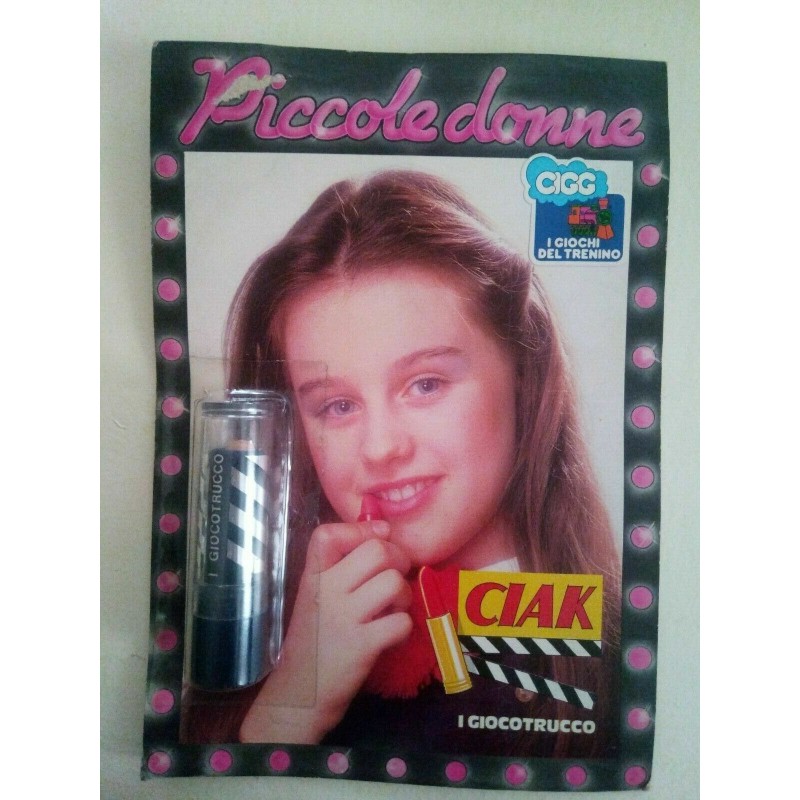 Piccole donne
CIGG
I GIOCHI
DEL TRENINO
I GIOCOTRUCCO
CIAK
I GIOCOTRUCCO